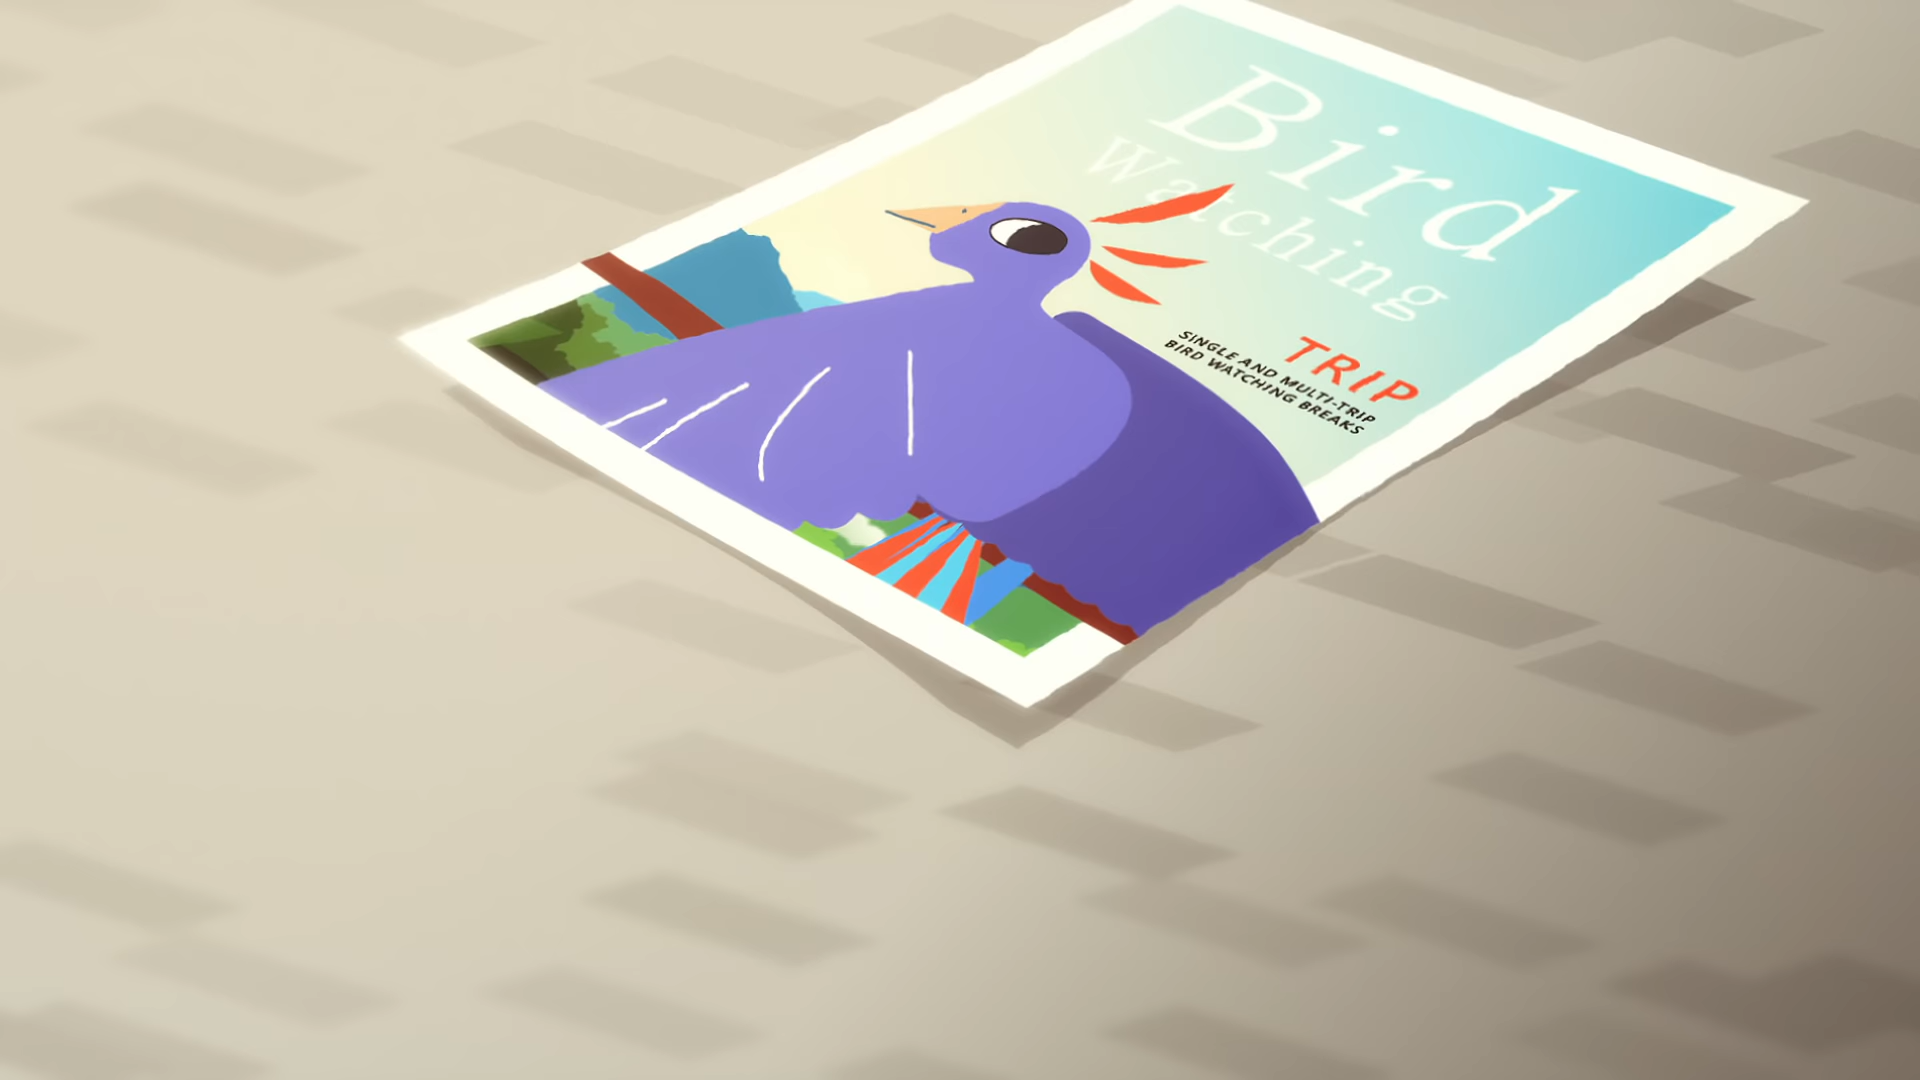 Bird
Watching
TRIP
SINGLE AND MULTI-TRIP
BIRD WATCHING BREAKS